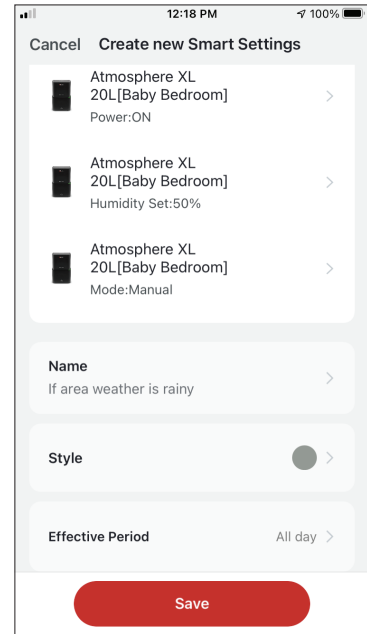 12:18 PM
100%
Cancel Create new Smart Settings
Atmosphere XL
20L[Baby Bedroom]
Power:ON
Atmosphere XL
20L[Baby Bedroom]
Humidity Set:50%
Atmosphere XL
20L[Baby Bedroom]
Mode:Manual
Name
If area weather is rainy
Style
Effective Period
All day
Save